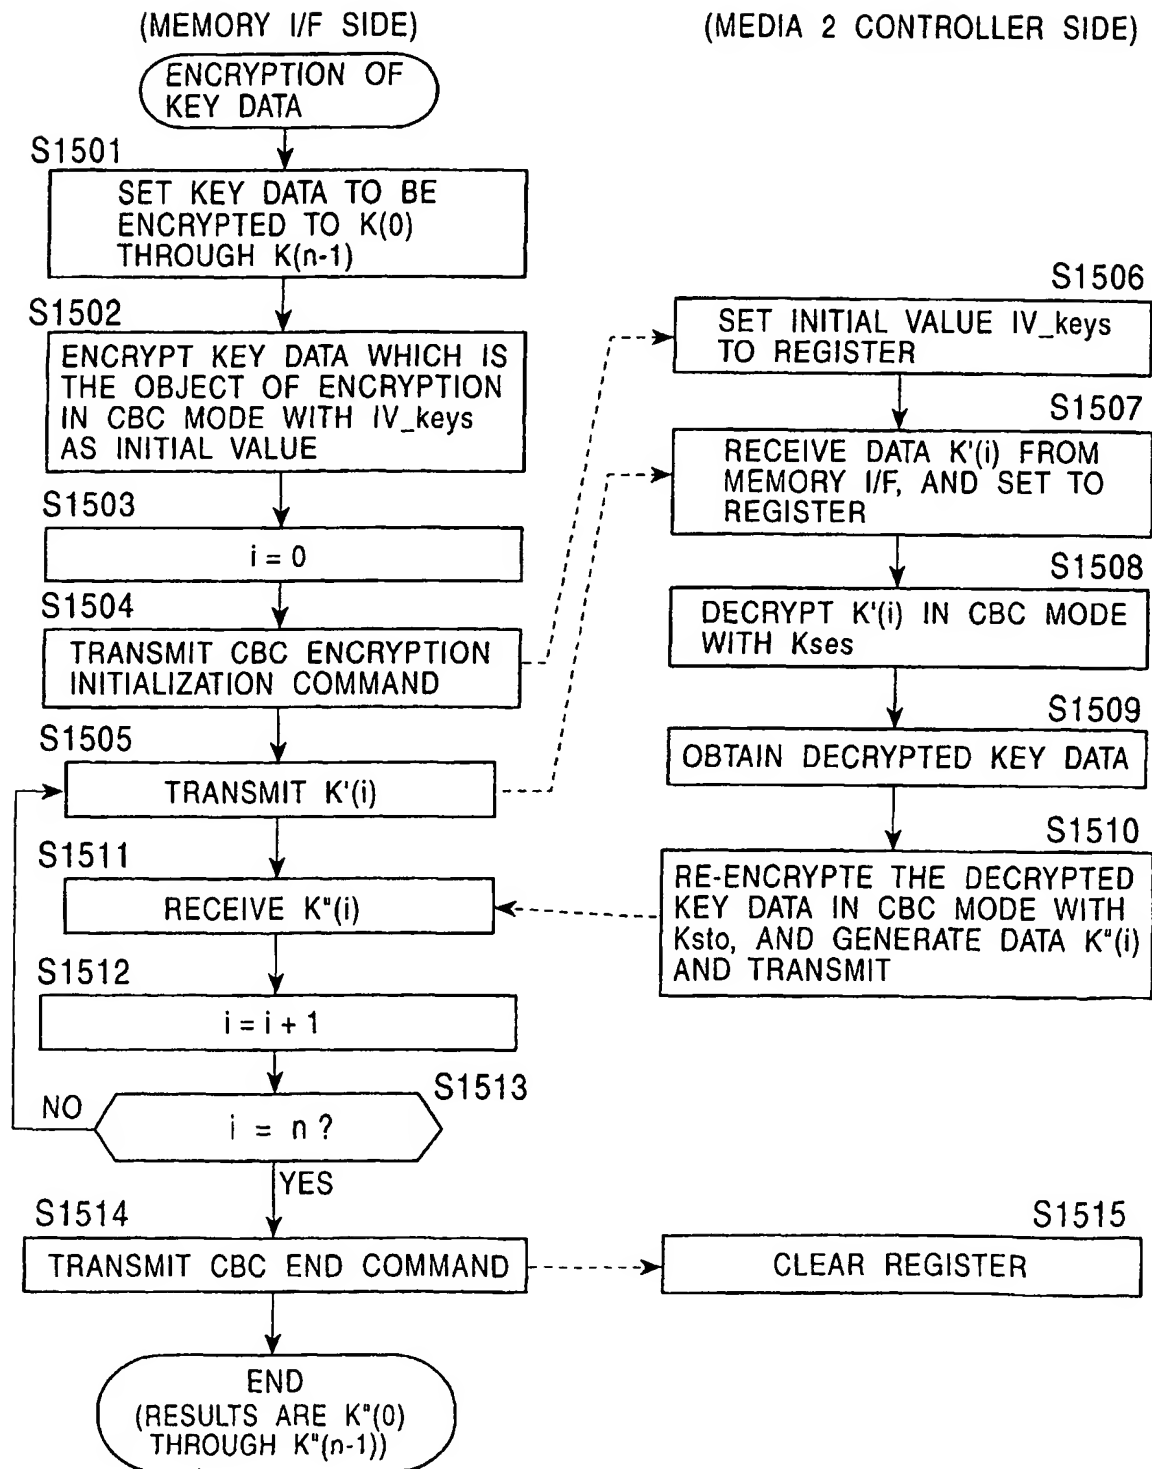 (MEMORY I/F SIDE)
ENCRYPTION OF
KEY DATA
S1501
SET KEY DATA TO BE
ENCRYPTED TO K(0)
THROUGH K(n-1)
S1502
ENCRYPT KEY DATA WHICH IS
THE OBJECT OF ENCRYPTION
IN CBC MODE WITH IV_keys
AS INITIAL VALUE
S1503
i = 0
S1504
TRANSMIT CBC ENCRYPTION
INITIALIZATION COMMAND
S1505
TRANSMIT K'(i)
S1511
RECEIVE K"(i)
S1512
i = i + 1
S1513
i = n ?
NO
YES
S1514
TRANSMIT CBC END COMMAND
END
(RESULTS ARE K"(0)
THROUGH K"(n-1))
(MEDIA 2 CONTROLLER SIDE)
S1506
SET INITIAL VALUE IV_keys
TO REGISTER
S1507
RECEIVE DATA K'(i) FROM
MEMORY I/F, AND SET TO
REGISTER
S1508
DECRYPT K'(i) IN CBC MODE
WITH Kses
S1509
OBTAIN DECRYPTED KEY DATA
S1510
RE-ENCRYPTE THE DECRYPTED
KEY DATA IN CBC MODE WITH
Ksto, AND GENERATE DATA K"(i)
AND TRANSMIT
S1515
CLEAR REGISTER